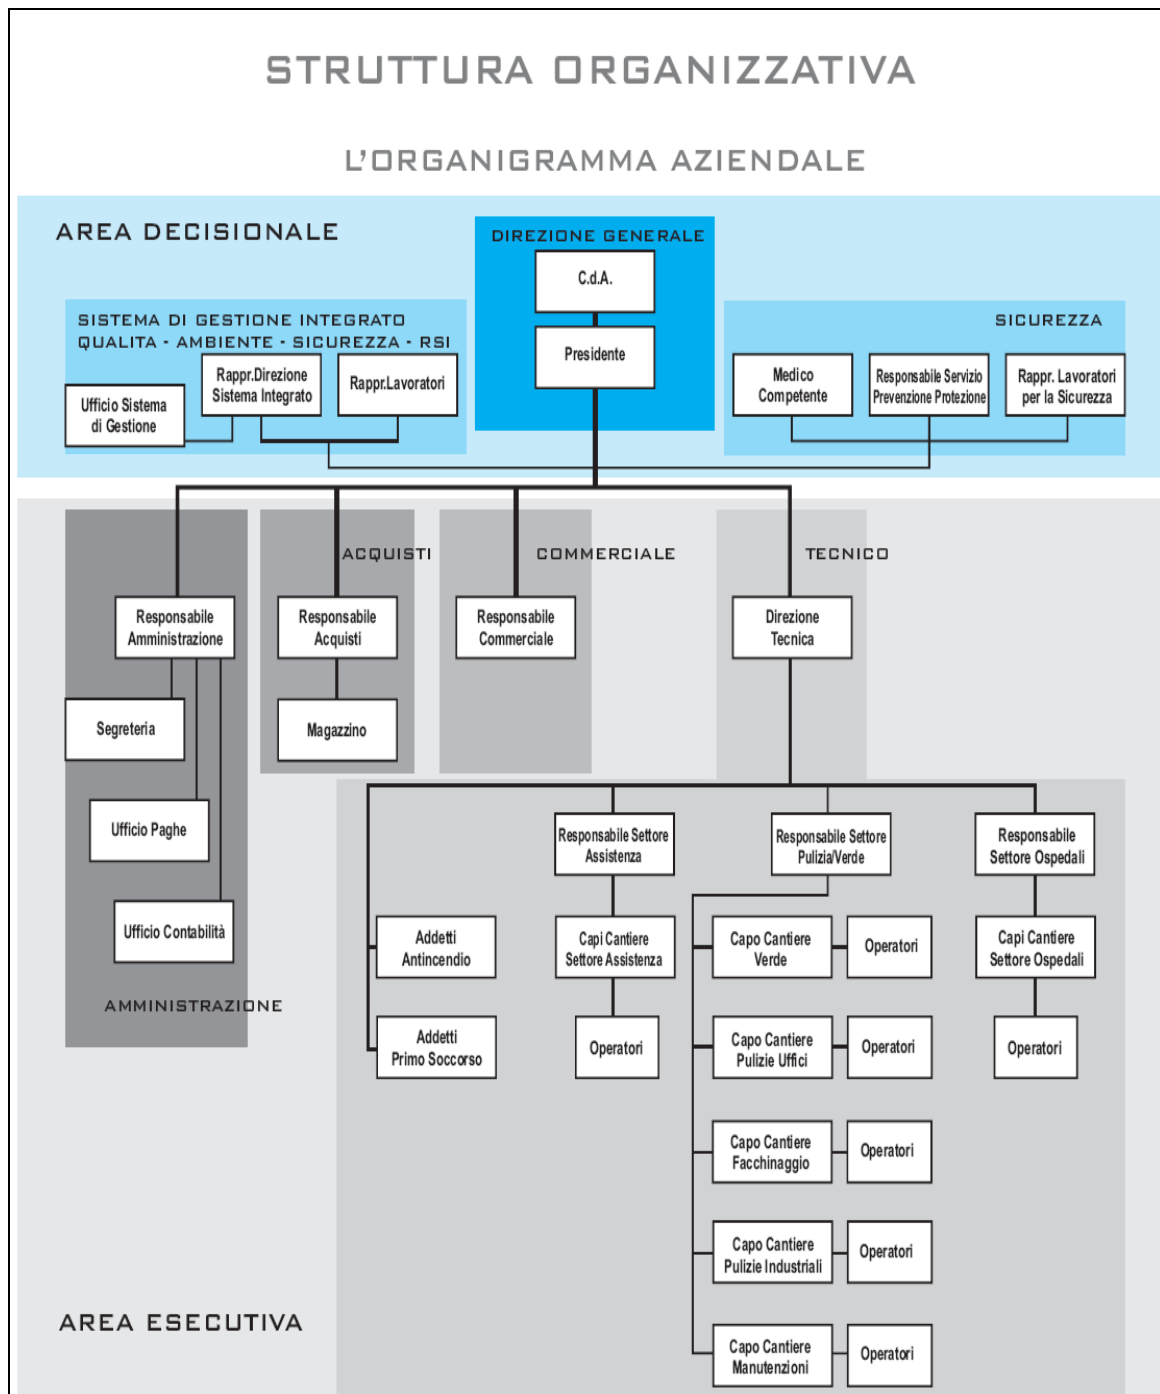 STRUTTURA ORGANIZZATIVA
L'ORGANIGRAMMA AZIENDALE
AREA DECISIONALE
DIREZIONE GENERALE
C.d.A.
Presidente
SISTEMA DI GESTIONE INTEGRATO
QUALITA - AMBIENTE - SICUREZZA - RSI
Ufficio Sistema
di Gestione
Rappr.Direzione
Sistema Integrato
Rappr.Lavoratori
SICUREZZA
Medico
Competente
Responsabile Servizio
Prevenzione Protezione
Rappr. Lavoratori
per la Sicurezza
ACQUISTI
COMMERCIALE
TECNICO
Responsabile
Amministrazione
Responsabile
Acquisti
Responsabile
Commerciale
Direzione
Tecnica
Segreteria
Magazzino
Ufficio Paghe
Ufficio Contabilità
AMMINISTRAZIONE
Responsabile Settore
Assistenza
Responsabile Settore
Pulizia/Verde
Responsabile
Settore Ospedali
Addetti
Antincendio
Capi Cantiere
Settore Assistenza
Capo Cantiere
Verde
Operatori
Capi Cantiere
Settore Ospedali
Addetti
Primo Soccorso
Operatori
Capo Cantiere
Pulizie Uffici
Operatori
Operatori
Capo Cantiere
Facchinaggio
Operatori
Capo Cantiere
Pulizie Industriali
Operatori
AREA ESECUTIVA
Capo Cantiere
Manutenzioni
Operatori